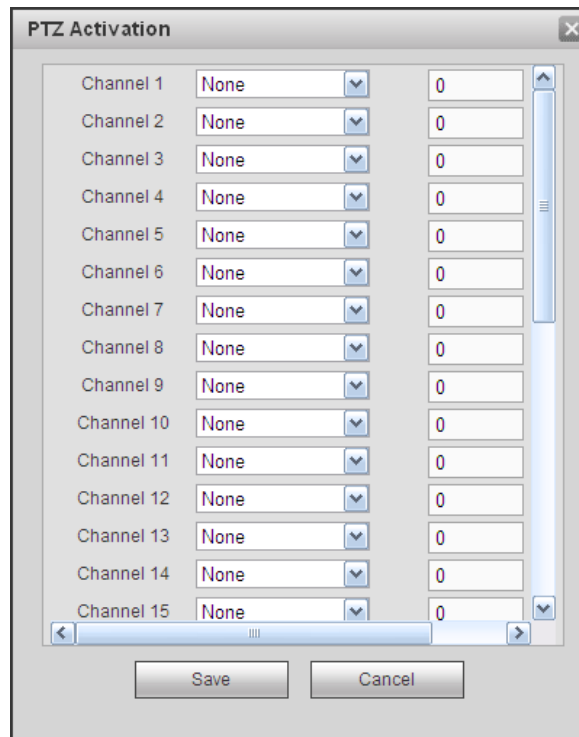 PTZ Activation
Channel 1 None 0
Channel 2 None 0
Channel 3 None 0
Channel 4 None 0
Channel 5 None 0
Channel 6 None 0
Channel 7 None 0
Channel 8 None 0
Channel 9 None 0
Channel 10 None 0
Channel 11 None 0
Channel 12 None 0
Channel 13 None 0
Channel 14 None 0
Channel 15 None 0
Save Cancel